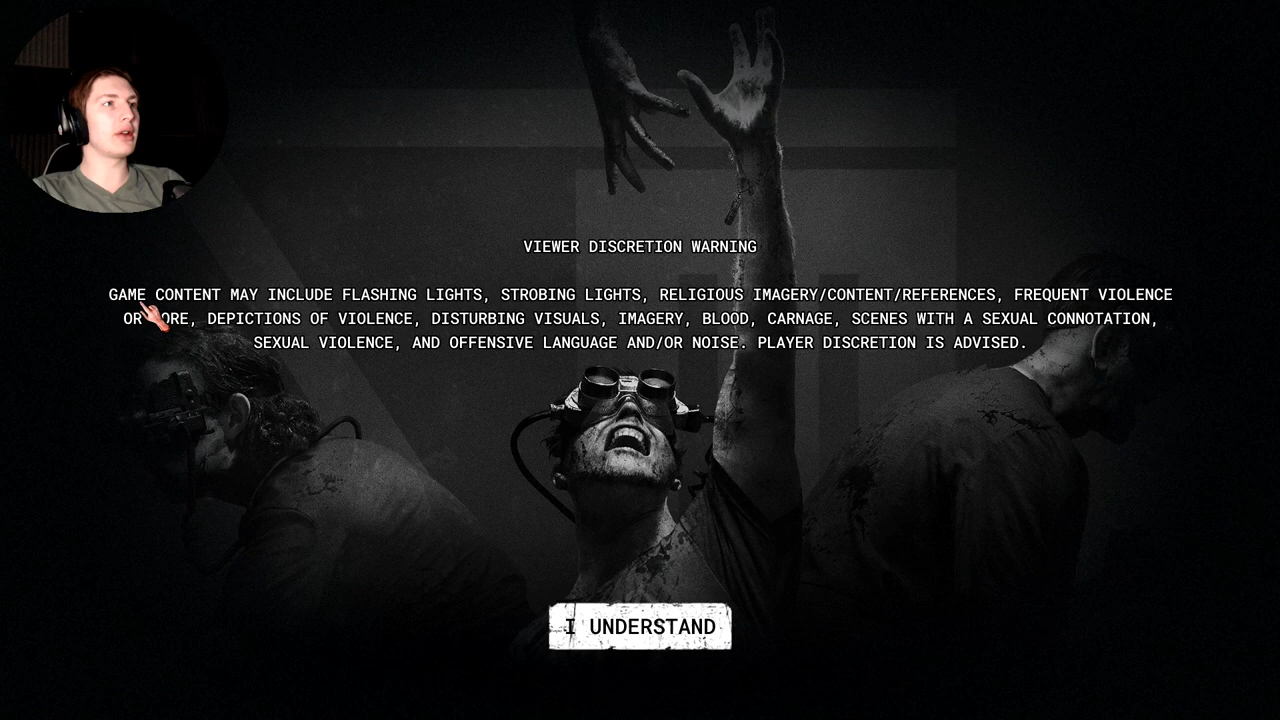 VIEWER DISCRETION WARNING
GAME CONTENT MAY INCLUDE FLASHING LIGHTS, STROBING LIGHTS, RELIGIOUS IMAGERY/CONTENT/REFERENCES, FREQUENT VIOLENCE
OR ORE, DEPICTIONS OF VIOLENCE, DISTURBING VISUALS, IMAGERY, BLOOD, CARNAGE, SCENES WITH A SEXUAL CONNOTATION,
SEXUAL VIOLENCE, AND OFFENSIVE LANGUAGE AND/OR NOISE. PLAYER DISCRETION IS ADVISED.
I UNDERSTAND